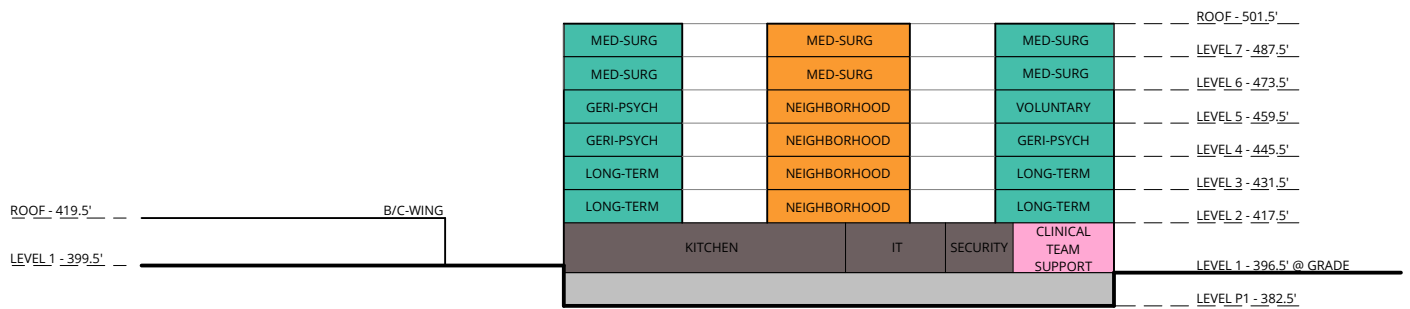 ROOF - 501.5'
MED-SURG MED-SURG MED-SURG
LEVEL 7 - 487.5'
MED-SURG MED-SURG MED-SURG
LEVEL 6 - 473.5'
GERI-PSYCH NEIGHBORHOOD VOLUNTARY
LEVEL 5 - 459.5'
GERI-PSYCH NEIGHBORHOOD GERI-PSYCH
LEVEL 4 - 445.5'
LONG-TERM NEIGHBORHOOD LONG-TERM
LEVEL 3 - 431.5'
LONG-TERM NEIGHBORHOOD LONG-TERM
ROOF - 419.5' B/C-WING
LEVEL 2 - 417.5'
KITCHEN IT SECURITY
CLINICAL
TEAM
SUPPORT
LEVEL 1 - 399.5'
LEVEL 1 - 396.5' @ GRADE
LEVEL P1 - 382.5'